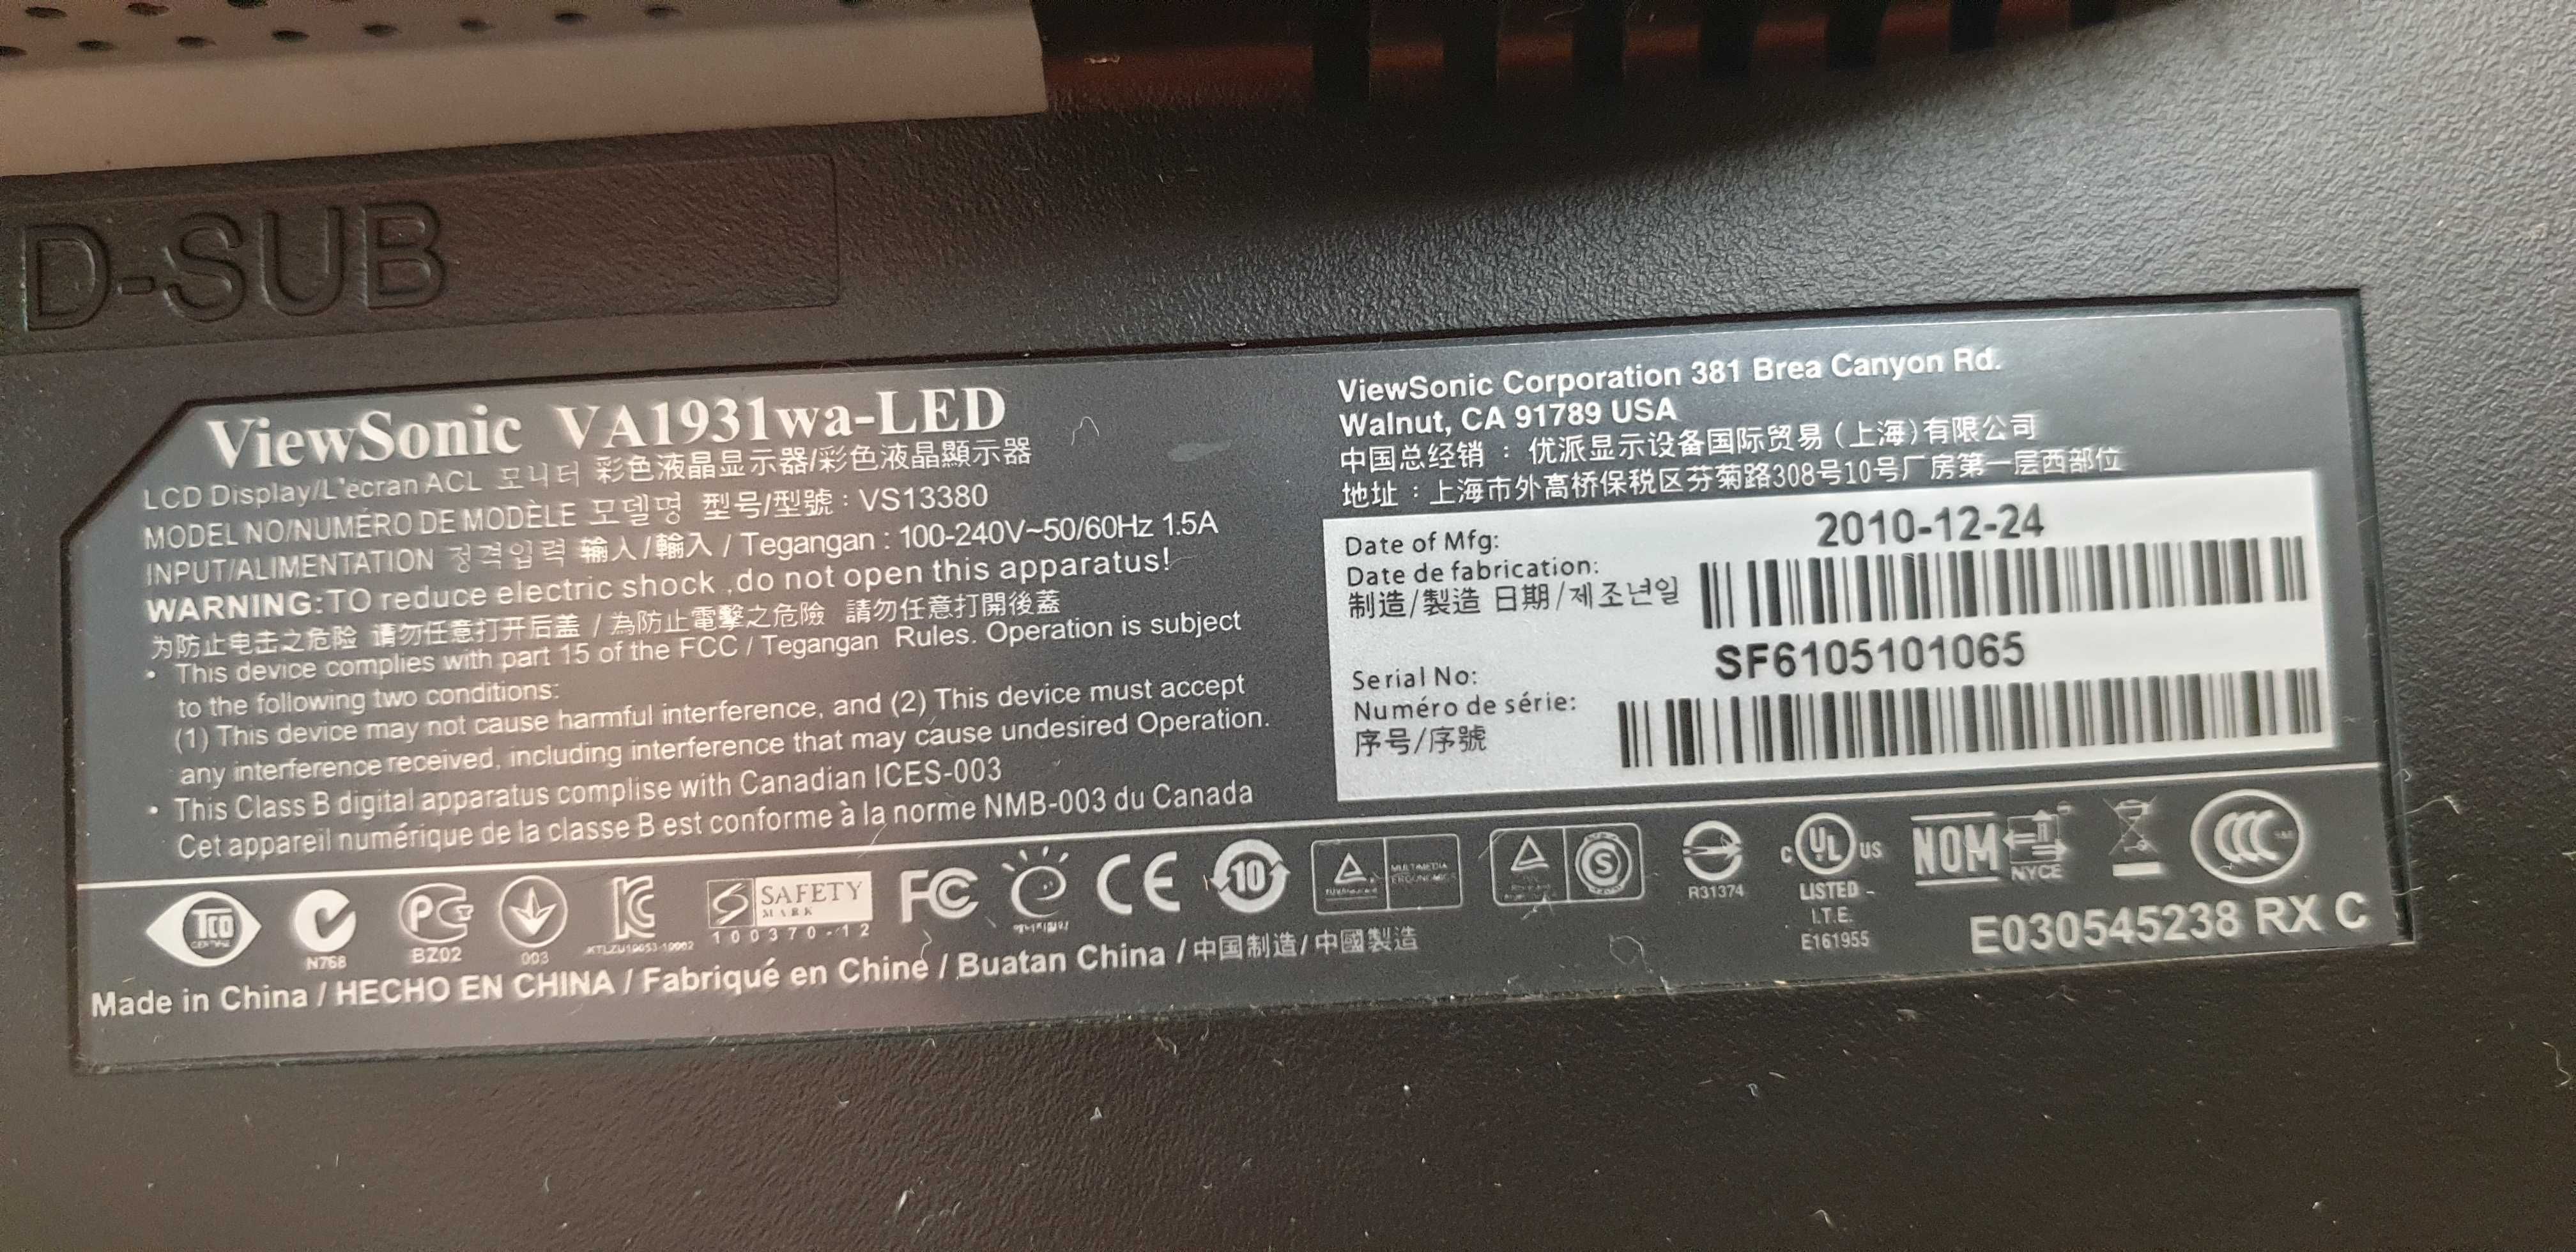 D-SUB
ViewSonic VA1931wa-LED
LCD Display/L'écran ACL 모니터 彩色液晶显示器/彩色液晶顯示器
MODEL NO/NUMÉRO DE MODÈLE 모델명 型号/型號 : VS13380
INPUT/ALIMENTATION 정격입력 输入/輸入 / Tegangan : 100-240V~50/60Hz 1.5A
WARNING:TO reduce electric shock ,do not open this apparatus!
为防止电击之危险 请勿任意打开后盖 / 為防止電擊之危險 請勿任意打開後蓋
• This device complies with part 15 of the FCC / Tegangan Rules. Operation is subject
to the following two conditions:
(1) This device may not cause harmful interference, and (2) This device must accept
any interference received, including interference that may cause undesired Operation.
• This Class B digital apparatus complise with Canadian ICES-003
Cet appareil numérique de la classe B est conforme à la norme NMB-003 du Canada
ViewSonic Corporation 381 Brea Canyon Rd.
Walnut, CA 91789 USA
中国总经销 : 优派显示设备国际贸易 (上海)有限公司
地址 : 上海市外高桥保税区芬菊路308号10号厂房第一层西部位
Date of Mfg:
Date de fabrication:
制造/製造 日期/제조년일
2010-12-24
Serial No:
Numéro de série:
序号/序號
SF6105101065
TCO
N768
PG
BZ02
003
S SAFETY
MARK
100370-12
FC
에너지절약
CE
10
MULTIMEDIA
ERGONOMICS
S
R31374
C UL US
LISTED
I.T.E.
E161955
NOM
NYCE
CCC
S&E
E030545238 RX C
Made in China / HECHO EN CHINA / Fabriqué en Chine / Buatan China / 中国制造/ 中國製造